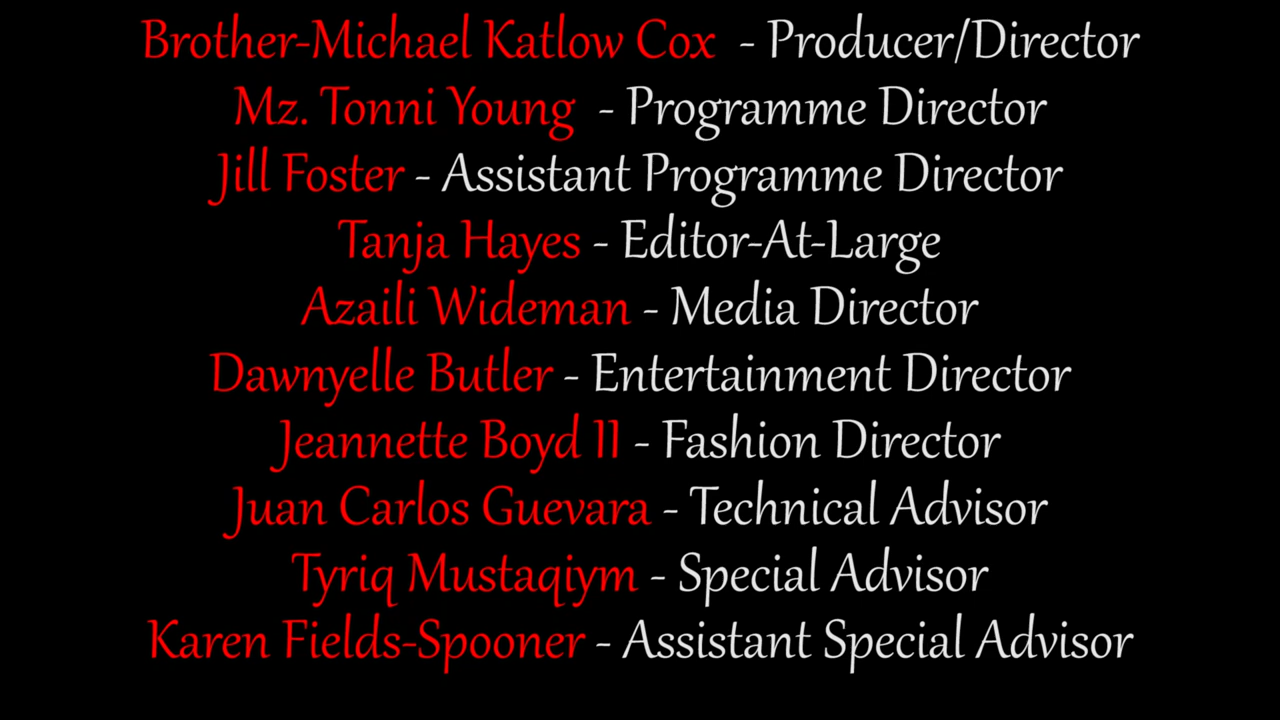 Brother-Michael Katlow Cox - Producer/Director
Mz. Tonni Young - Programme Director
Jill Foster - Assistant Programme Director
Tanja Hayes - Editor-At-Large
Azaili Wideman - Media Director
Dawnyelle Butler - Entertainment Director
Jeannette Boyd II - Fashion Director
Juan Carlos Guevara - Technical Advisor
Tyriq Mustaqiym - Special Advisor
Karen Fields-Spooner - Assistant Special Advisor